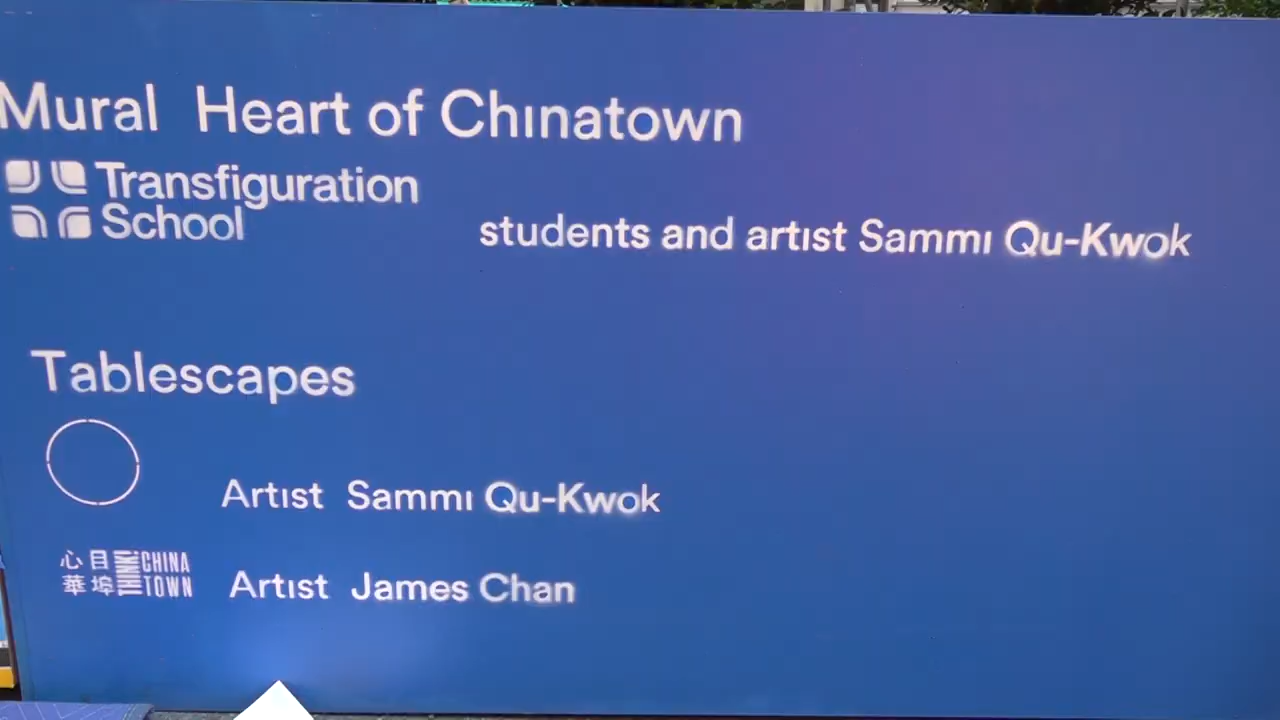 Mural Heart of Chinatown
Transfiguration
School
students and artist Sammi Qu-Kwok
Tablescapes
Artist Sammi Qu-Kwok
心目 THINK! CHINA
華埠 TOWN
Artist James Chan